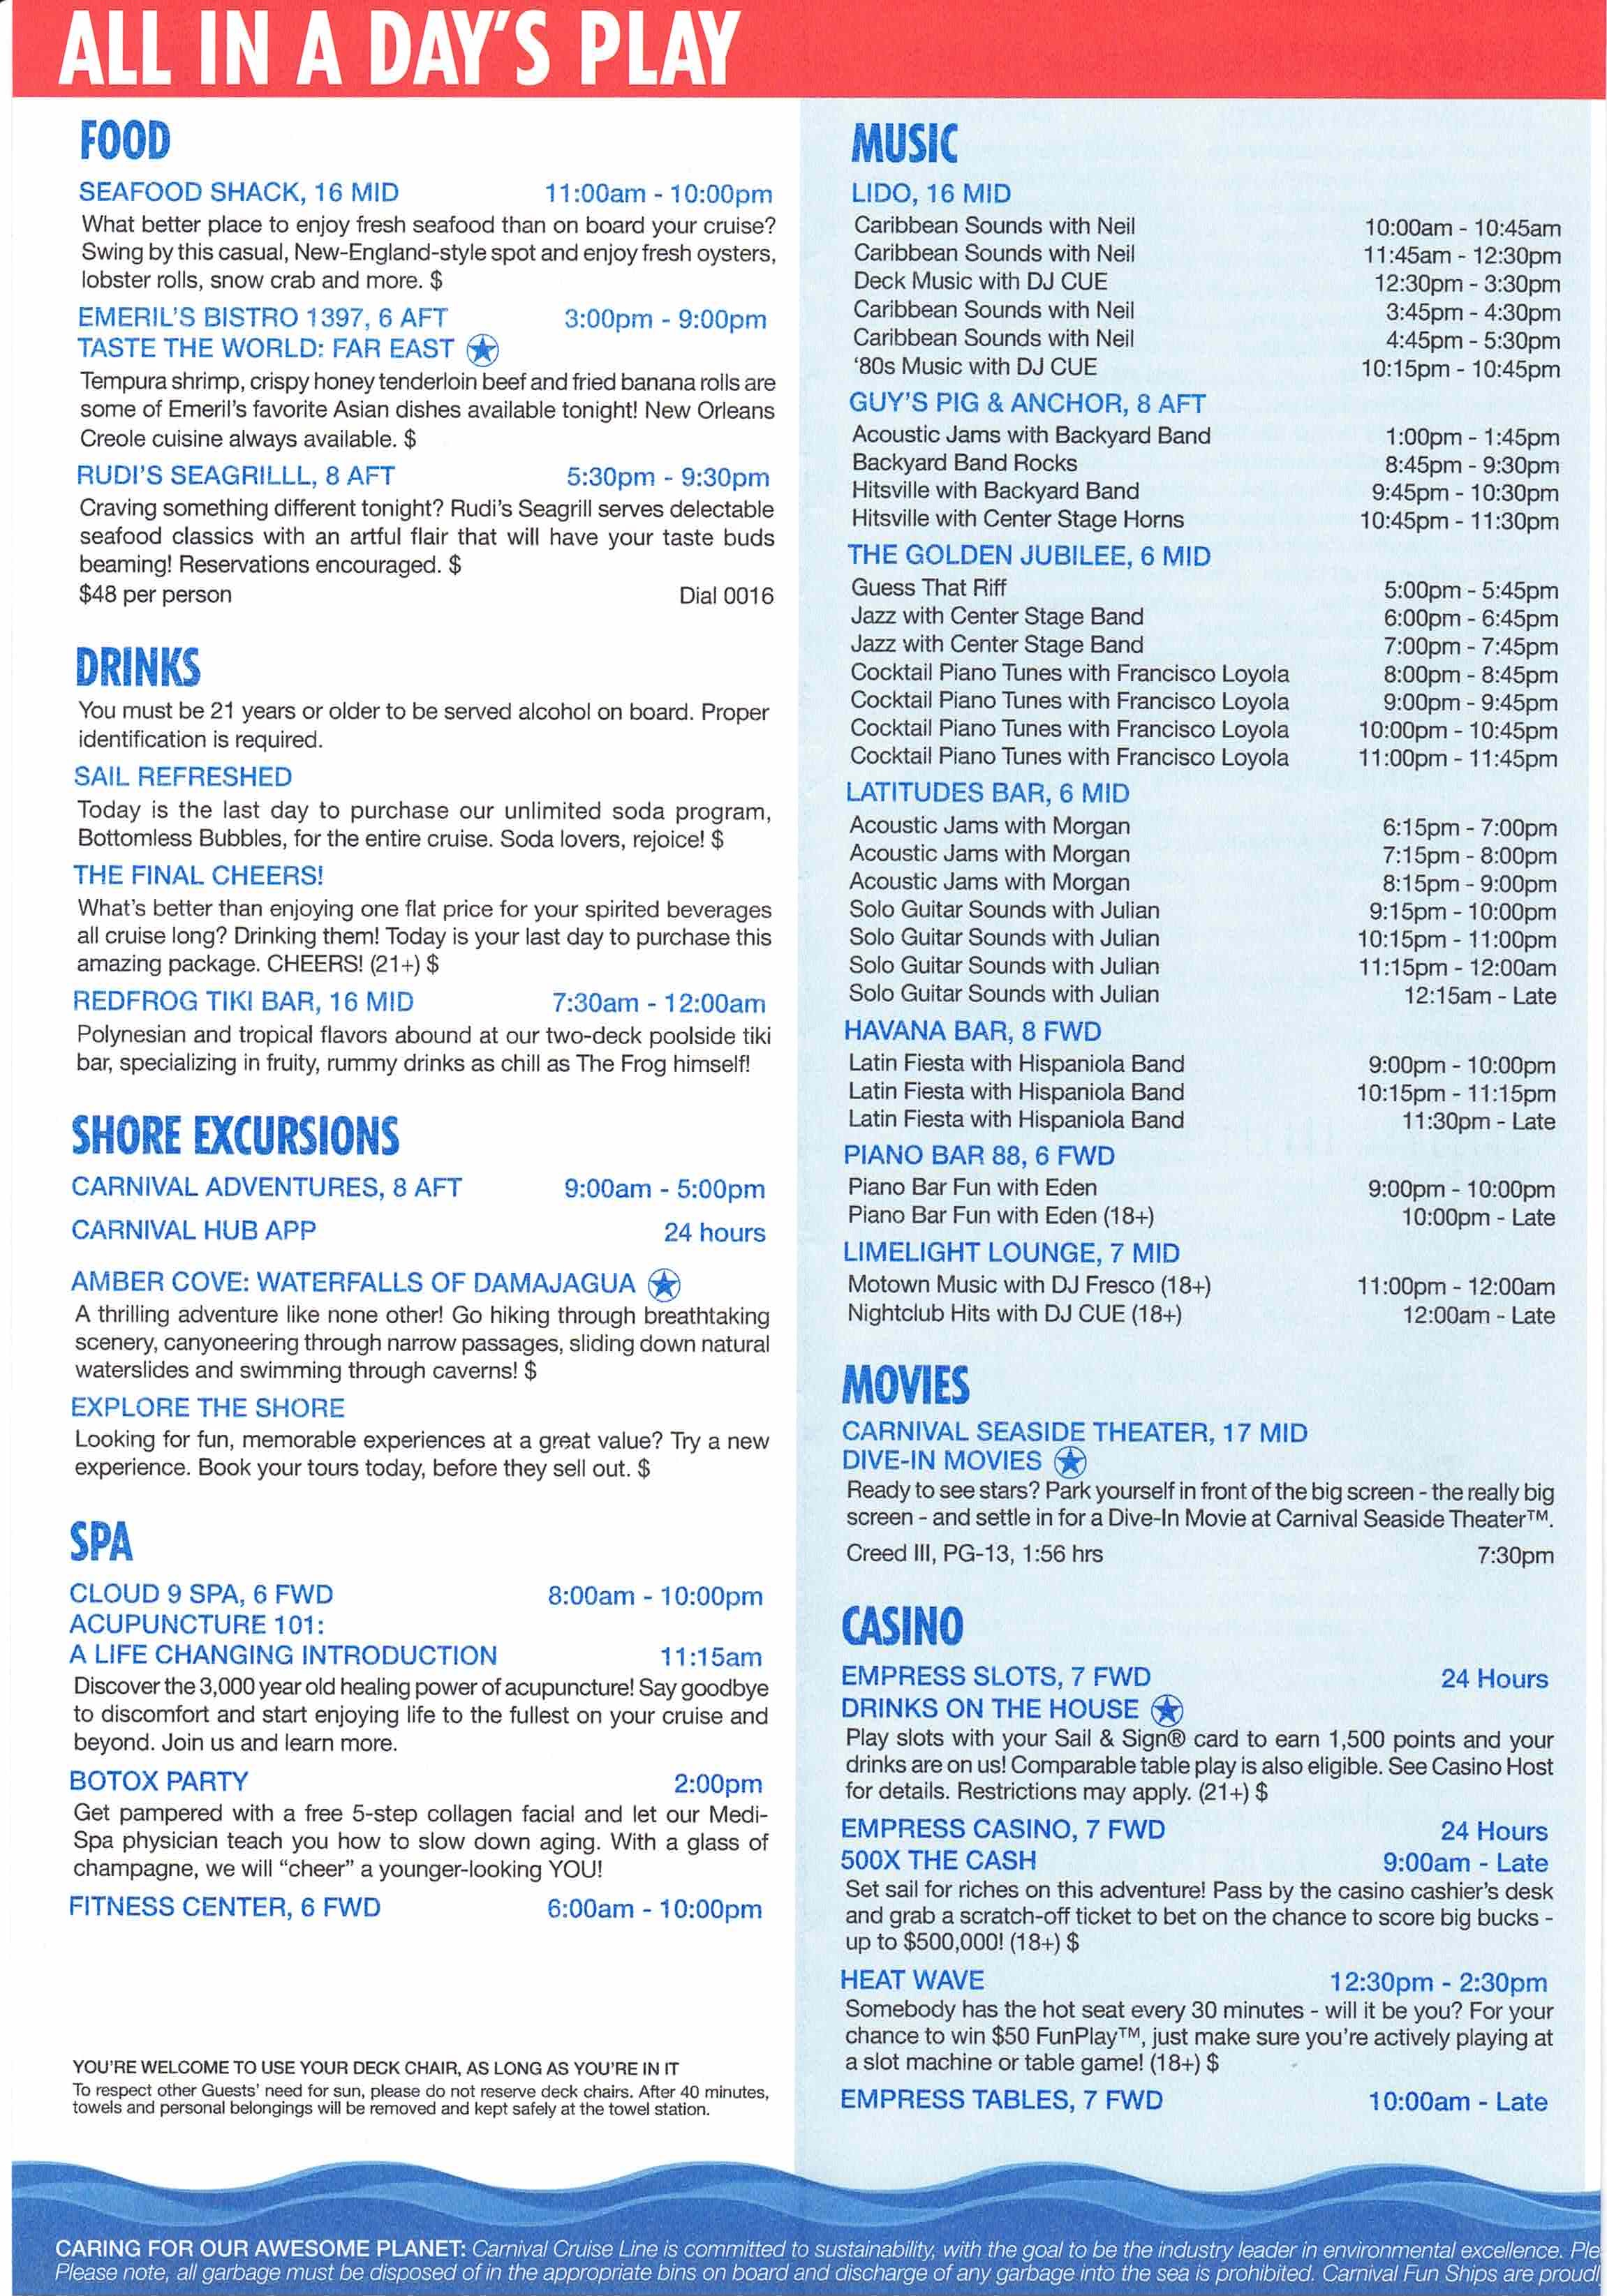 ALL IN A DAY'S PLAY
FOOD
SEAFOOD SHACK, 16 MID 11:00am - 10:00pm
What better place to enjoy fresh seafood than on board your cruise?
Swing by this casual, New-England-style spot and enjoy fresh oysters,
lobster rolls, snow crab and more. $
EMERIL'S BISTRO 1397, 6 AFT 3:00pm - 9:00pm
TASTE THE WORLD: FAR EAST
Tempura shrimp, crispy honey tenderloin beef and fried banana rolls are
some of Emeril's favorite Asian dishes available tonight! New Orleans
Creole cuisine always available. $
RUDI'S SEAGRILLL, 8 AFT 5:30pm - 9:30pm
Craving something different tonight? Rudi's Seagrill serves delectable
seafood classics with an artful flair that will have your taste buds
beaming! Reservations encouraged. $
$48 per person Dial 0016
DRINKS
You must be 21 years or older to be served alcohol on board. Proper
identification is required.
SAIL REFRESHED
Today is the last day to purchase our unlimited soda program,
Bottomless Bubbles, for the entire cruise. Soda lovers, rejoice! $
THE FINAL CHEERS!
What's better than enjoying one flat price for your spirited beverages
all cruise long? Drinking them! Today is your last day to purchase this
amazing package. CHEERS! (21+) $
REDFROG TIKI BAR, 16 MID 7:30am - 12:00am
Polynesian and tropical flavors abound at our two-deck poolside tiki
bar, specializing in fruity, rummy drinks as chill as The Frog himself!
SHORE EXCURSIONS
CARNIVAL ADVENTURES, 8 AFT 9:00am - 5:00pm
CARNIVAL HUB APP 24 hours
AMBER COVE: WATERFALLS OF DAMAJAGUA
A thrilling adventure like none other! Go hiking through breathtaking
scenery, canyoneering through narrow passages, sliding down natural
waterslides and swimming through caverns! $
EXPLORE THE SHORE
Looking for fun, memorable experiences at a great value? Try a new
experience. Book your tours today, before they sell out. $
SPA
CLOUD 9 SPA, 6 FWD 8:00am - 10:00pm
ACUPUNCTURE 101:
A LIFE CHANGING INTRODUCTION 11:15am
Discover the 3,000 year old healing power of acupuncture! Say goodbye
to discomfort and start enjoying life to the fullest on your cruise and
beyond. Join us and learn more.
BOTOX PARTY 2:00pm
Get pampered with a free 5-step collagen facial and let our Medi-
Spa physician teach you how to slow down aging. With a glass of
champagne, we will "cheer" a younger-looking YOU!
FITNESS CENTER, 6 FWD 6:00am - 10:00pm
YOU'RE WELCOME TO USE YOUR DECK CHAIR, AS LONG AS YOU'RE IN IT
To respect other Guests' need for sun, please do not reserve deck chairs. After 40 minutes,
towels and personal belongings will be removed and kept safely at the towel station.
MUSIC
LIDO, 16 MID
Caribbean Sounds with Neil 10:00am - 10:45am
Caribbean Sounds with Neil 11:45am - 12:30pm
Deck Music with DJ CUE 12:30pm - 3:30pm
Caribbean Sounds with Neil 3:45pm - 4:30pm
Caribbean Sounds with Neil 4:45pm - 5:30pm
'80s Music with DJ CUE 10:15pm - 10:45pm
GUY'S PIG & ANCHOR, 8 AFT
Acoustic Jams with Backyard Band 1:00pm - 1:45pm
Backyard Band Rocks 8:45pm - 9:30pm
Hitsville with Backyard Band 9:45pm - 10:30pm
Hitsville with Center Stage Horns 10:45pm - 11:30pm
THE GOLDEN JUBILEE, 6 MID
Guess That Riff 5:00pm - 5:45pm
Jazz with Center Stage Band 6:00pm - 6:45pm
Jazz with Center Stage Band 7:00pm - 7:45pm
Cocktail Piano Tunes with Francisco Loyola 8:00pm - 8:45pm
Cocktail Piano Tunes with Francisco Loyola 9:00pm - 9:45pm
Cocktail Piano Tunes with Francisco Loyola 10:00pm - 10:45pm
Cocktail Piano Tunes with Francisco Loyola 11:00pm - 11:45pm
LATITUDES BAR, 6 MID
Acoustic Jams with Morgan 6:15pm - 7:00pm
Acoustic Jams with Morgan 7:15pm - 8:00pm
Acoustic Jams with Morgan 8:15pm - 9:00pm
Solo Guitar Sounds with Julian 9:15pm - 10:00pm
Solo Guitar Sounds with Julian 10:15pm - 11:00pm
Solo Guitar Sounds with Julian 11:15pm - 12:00am
Solo Guitar Sounds with Julian 12:15am - Late
HAVANA BAR, 8 FWD
Latin Fiesta with Hispaniola Band 9:00pm - 10:00pm
Latin Fiesta with Hispaniola Band 10:15pm - 11:15pm
Latin Fiesta with Hispaniola Band 11:30pm - Late
PIANO BAR 88, 6 FWD
Piano Bar Fun with Eden 9:00pm - 10:00pm
Piano Bar Fun with Eden (18+) 10:00pm - Late
LIMELIGHT LOUNGE, 7 MID
Motown Music with DJ Fresco (18+) 11:00pm - 12:00am
Nightclub Hits with DJ CUE (18+) 12:00am - Late
MOVIES
CARNIVAL SEASIDE THEATER, 17 MID
DIVE-IN MOVIES
Ready to see stars? Park yourself in front of the big screen - the really big
screen - and settle in for a Dive-In Movie at Carnival Seaside Theater™.
Creed III, PG-13, 1:56 hrs 7:30pm
CASINO
EMPRESS SLOTS, 7 FWD 24 Hours
DRINKS ON THE HOUSE
Play slots with your Sail & Sign® card to earn 1,500 points and your
drinks are on us! Comparable table play is also eligible. See Casino Host
for details. Restrictions may apply. (21+) $
EMPRESS CASINO, 7 FWD 24 Hours
500X THE CASH 9:00am - Late
Set sail for riches on this adventure! Pass by the casino cashier's desk
and grab a scratch-off ticket to bet on the chance to score big bucks -
up to $500,000! (18+) $
HEAT WAVE 12:30pm - 2:30pm
Somebody has the hot seat every 30 minutes - will it be you? For your
chance to win $50 FunPlay™, just make sure you're actively playing at
a slot machine or table game! (18+) $
EMPRESS TABLES, 7 FWD 10:00am - Late
CARING FOR OUR AWESOME PLANET: Carnival Cruise Line is committed to sustainability, with the goal to be the industry leader in environmental excellence. Ple
Please note, all garbage must be disposed of in the appropriate bins on board and discharge of any garbage into the sea is prohibited. Carnival Fun Ships are proudl